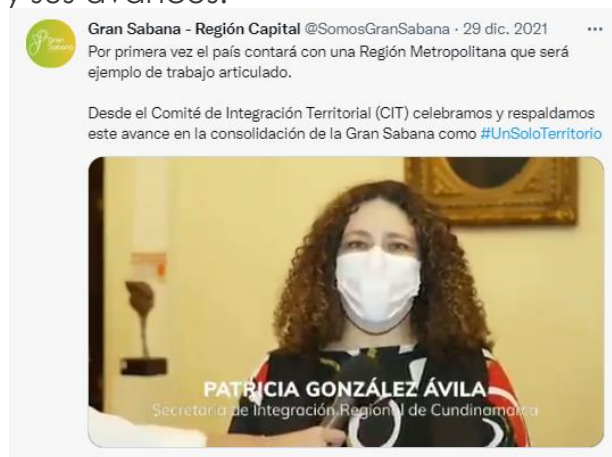 y sus avances.
Gran Sabana - Región Capital @SomosGranSabana · 29 dic. 2021 ...
Por primera vez el país contará con una Región Metropolitana que será
ejemplo de trabajo articulado.
Desde el Comité de Integración Territorial (CIT) celebramos y respaldamos
este avance en la consolidación de la Gran Sabana como #UnSoloTerritorio
Gran
Sabana
PATRICIA GONZÁLEZ ÁVILA
Secretaria de Integración Regional de Cundinamarca